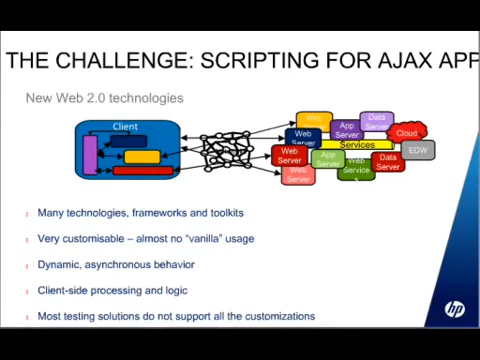 THE CHALLENGE: SCRIPTING FOR AJAX APP
New Web 2.0 technologies
Client
Web
Data
Server
App
Server
Cloud
Web
Server
Services
EDW
Web
Server
App
Server
Web
Service
Data
Server
Web
Server
Many technologies, frameworks and toolkits
Very customisable – almost no “vanilla” usage
Dynamic, asynchronous behavior
Client-side processing and logic
Most testing solutions do not support all the customizations
hp